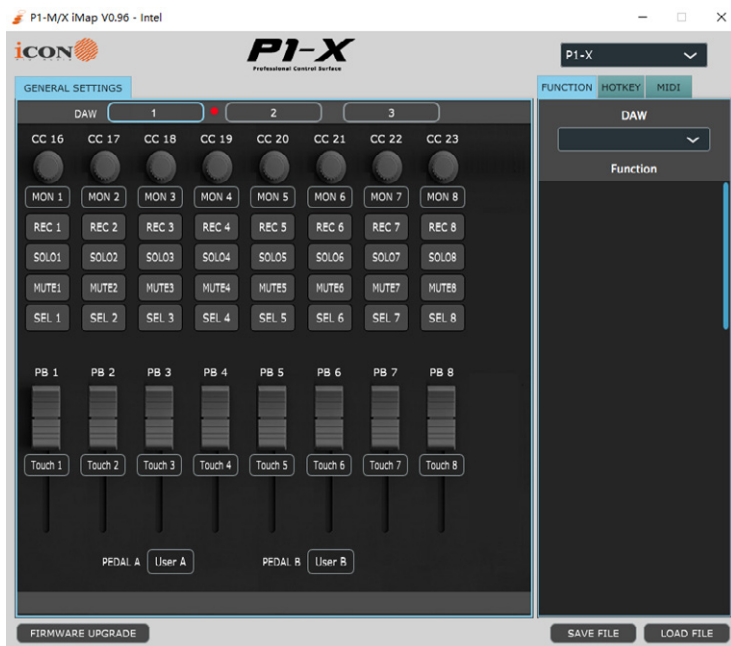 P1-M/X iMap V0.96 - Intel
icon
P1-X
Professional Control Surface
P1-X
GENERAL SETTINGS
FUNCTION HOTKEY MIDI
DAW 1 2 3
DAW
CC 16 CC 17 CC 18 CC 19 CC 20 CC 21 CC 22 CC 23
Function
MON 1 MON 2 MON 3 MON 4 MON 5 MON 6 MON 7 MON 8
REC 1 REC 2 REC 3 REC 4 REC 5 REC 6 REC 7 REC 8
SOLO1 SOLO2 SOLO3 SOLO4 SOLO5 SOLO6 SOLO7 SOLO8
MUTE1 MUTE2 MUTE3 MUTE4 MUTE5 MUTE6 MUTE7 MUTE8
SEL 1 SEL 2 SEL 3 SEL 4 SEL 5 SEL 6 SEL 7 SEL 8
PB 1 PB 2 PB 3 PB 4 PB 5 PB 6 PB 7 PB 8
Touch 1 Touch 2 Touch 3 Touch 4 Touch 5 Touch 6 Touch 7 Touch 8
PEDAL A User A PEDAL B User B
FIRMWARE UPGRADE SAVE FILE LOAD FILE